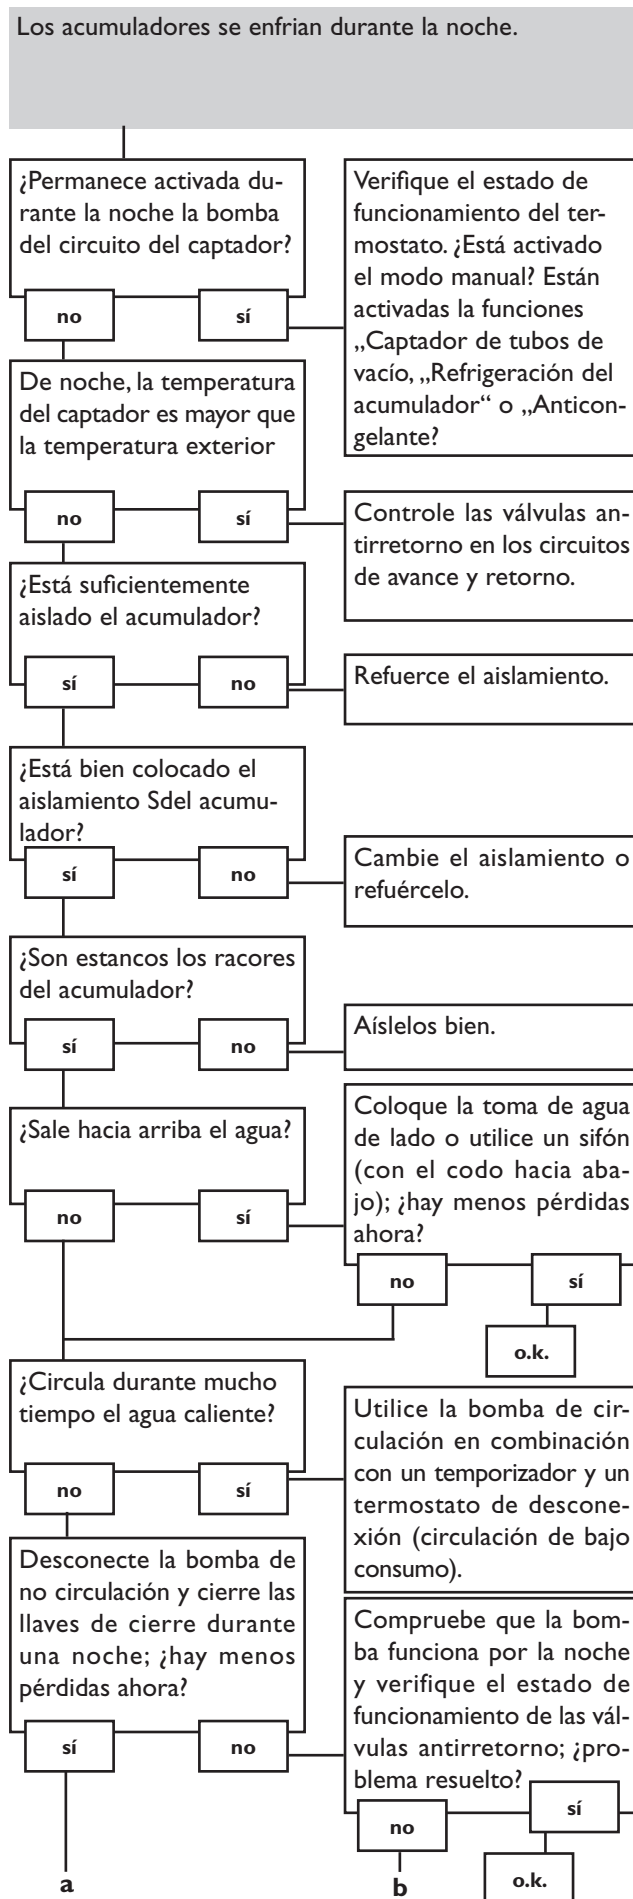 Los acumuladores se enfrian durante la noche.
¿Permanece activada du-
rante la noche la bomba
del circuito del captador?
no
sí
Verifique el estado de
funcionamiento del ter-
mostato. ¿Está activado
el modo manual? Están
activadas la funciones
„Captador de tubos de
vacío, „Refrigeración del
acumulador“ o „Anticon-
gelante?
De noche, la temperatura
del captador es mayor que
la temperatura exterior
no
sí
Controle las válvulas an-
tirretorno en los circuitos
de avance y retorno.
¿Está suficientemente
aislado el acumulador?
sí
no
Refuerce el aislamiento.
¿Está bien colocado el
aislamiento Sdel acumu-
lador?
sí
no
Cambie el aislamiento o
refuércelo.
¿Son estancos los racores
del acumulador?
sí
no
Aíslelos bien.
¿Sale hacia arriba el agua?
no
sí
Coloque la toma de agua
de lado o utilice un sifón
(con el codo hacia aba-
jo); ¿hay menos pérdidas
ahora?
no
sí
o.k.
¿Circula durante mucho
tiempo el agua caliente?
no
sí
Utilice la bomba de cir-
culación en combinación
con un temporizador y un
termostato de descone-
xión (circulación de bajo
consumo).
Desconecte la bomba de
no circulación y cierre las
llaves de cierre durante
una noche; ¿hay menos
pérdidas ahora?
sí
no
Compruebe que la bom-
ba funciona por la noche
y verifique el estado de
funcionamiento de las vál-
vulas antirretorno; ¿pro-
blema resuelto?
no
sí
a
b
o.k.